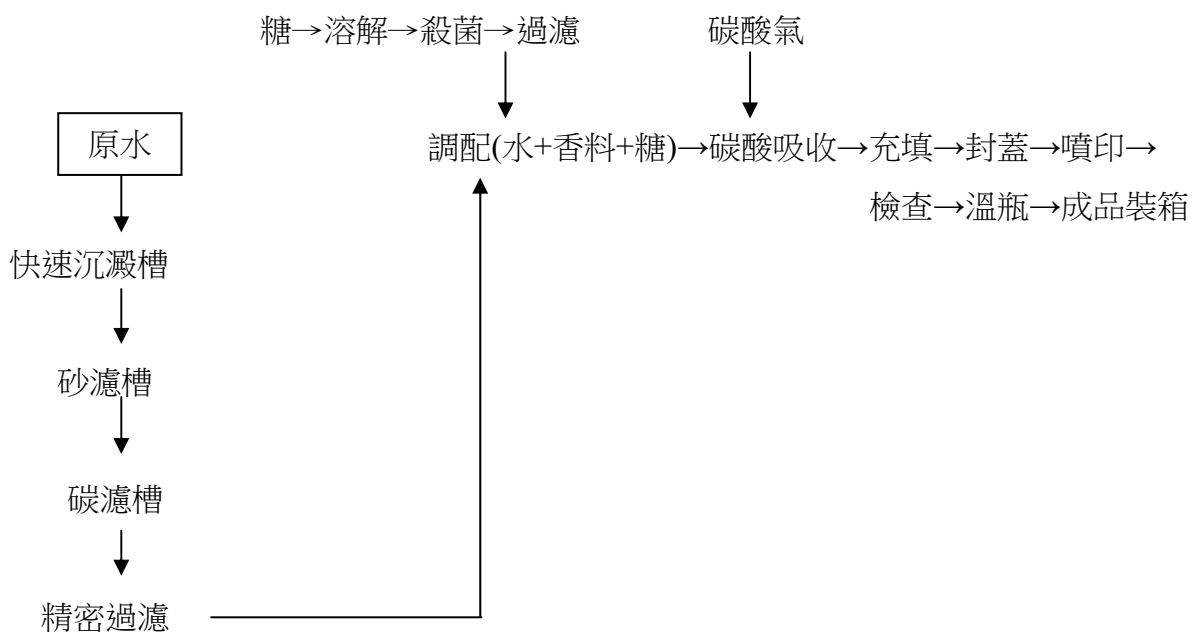 糖→溶解→殺菌→過濾
碳酸氣
原水
調配(水+香料+糖)→碳酸吸收→充填→封蓋→噴印→
檢查→溫瓶→成品裝箱
快速沉澱槽
砂濾槽
碳濾槽
精密過濾